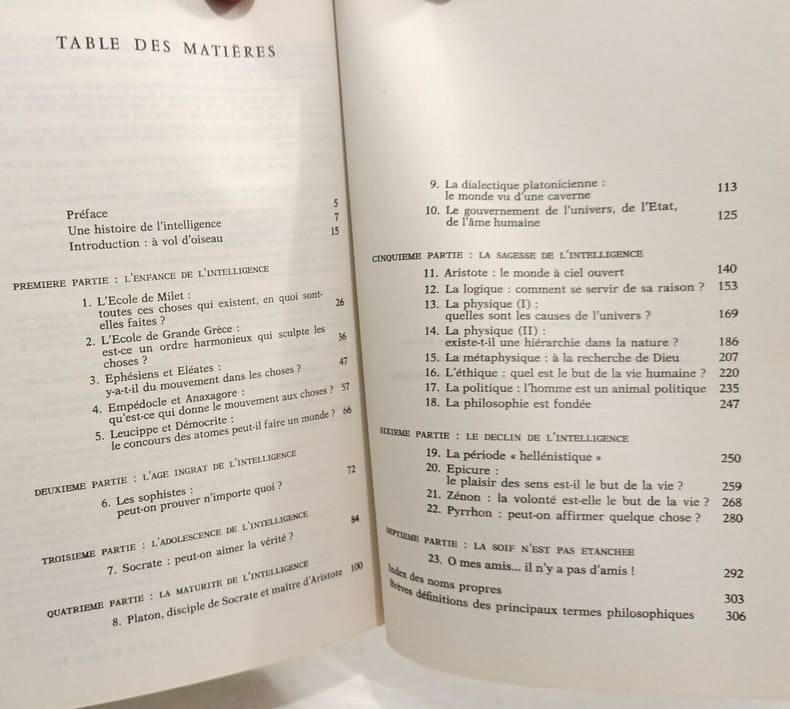 TABLE DES MATIÈRES
Préface 5
Une histoire de l'intelligence 7
Introduction : à vol d'oiseau 15
PREMIERE PARTIE : L'ENFANCE DE L'INTELLIGENCE
1. L'Ecole de Milet :
toutes ces choses qui existent, en quoi sont-
elles faites ? 26
2. L'Ecole de Grande Grèce :
est-ce un ordre harmonieux qui sculpte les
choses ? 36
3. Ephésiens et Eléates :
y-a-t-il du mouvement dans les choses ? 47
4. Empédocle et Anaxagore :
qu'est-ce qui donne le mouvement aux choses ? 57
5. Leucippe et Démocrite :
le concours des atomes peut-il faire un monde ? 66
DEUXIEME PARTIE : L'AGE INGRAT DE L'INTELLIGENCE
6. Les sophistes :
peut-on prouver n'importe quoi ? 72
TROISIEME PARTIE : L'ADOLESCENCE DE L'INTELLIGENCE
7. Socrate : peut-on aimer la vérité ? 84
QUATRIEME PARTIE : LA MATURITE DE L'INTELLIGENCE
8. Platon, disciple de Socrate et maître d'Aristote 100
9. La dialectique platonicienne :
le monde vu d'une caverne 113
10. Le gouvernement de l'univers, de l'Etat,
de l'âme humaine 125
CINQUIEME PARTIE : LA SAGESSE DE L'INTELLIGENCE
11. Aristote : le monde à ciel ouvert 140
12. La logique : comment se servir de sa raison ? 153
13. La physique (I) :
quelles sont les causes de l'univers ? 169
14. La physique (II) :
existe-t-il une hiérarchie dans la nature ? 186
15. La métaphysique : à la recherche de Dieu 207
16. L'éthique : quel est le but de la vie humaine ? 220
17. La politique : l'homme est un animal politique 235
18. La philosophie est fondée 247
SIXIEME PARTIE : LE DECLIN DE L'INTELLIGENCE
19. La période « hellénistique » 250
20. Epicure :
le plaisir des sens est-il le but de la vie ? 259
21. Zénon : la volonté est-elle le but de la vie ? 268
22. Pyrrhon : peut-on affirmer quelque chose ? 280
SEPTIEME PARTIE : LA SOIF N'EST PAS ETANCHEE
23. O mes amis... il n'y a pas d'amis ! 292
Index des noms propres 303
Brèves définitions des principaux termes philosophiques 306